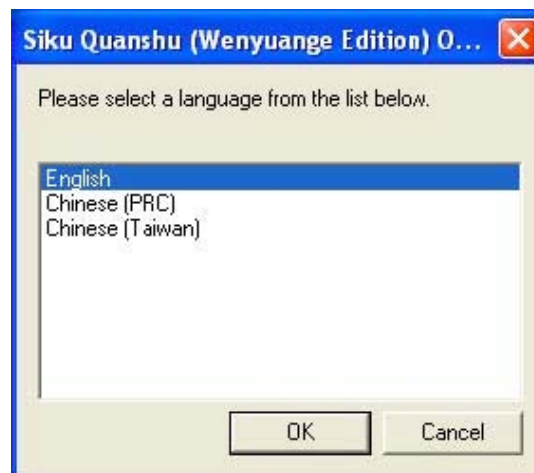 Siku Quanshu (Wenyuange Edition) O...
Please select a language from the list below.
English
Chinese (PRC)
Chinese (Taiwan)
OK
Cancel